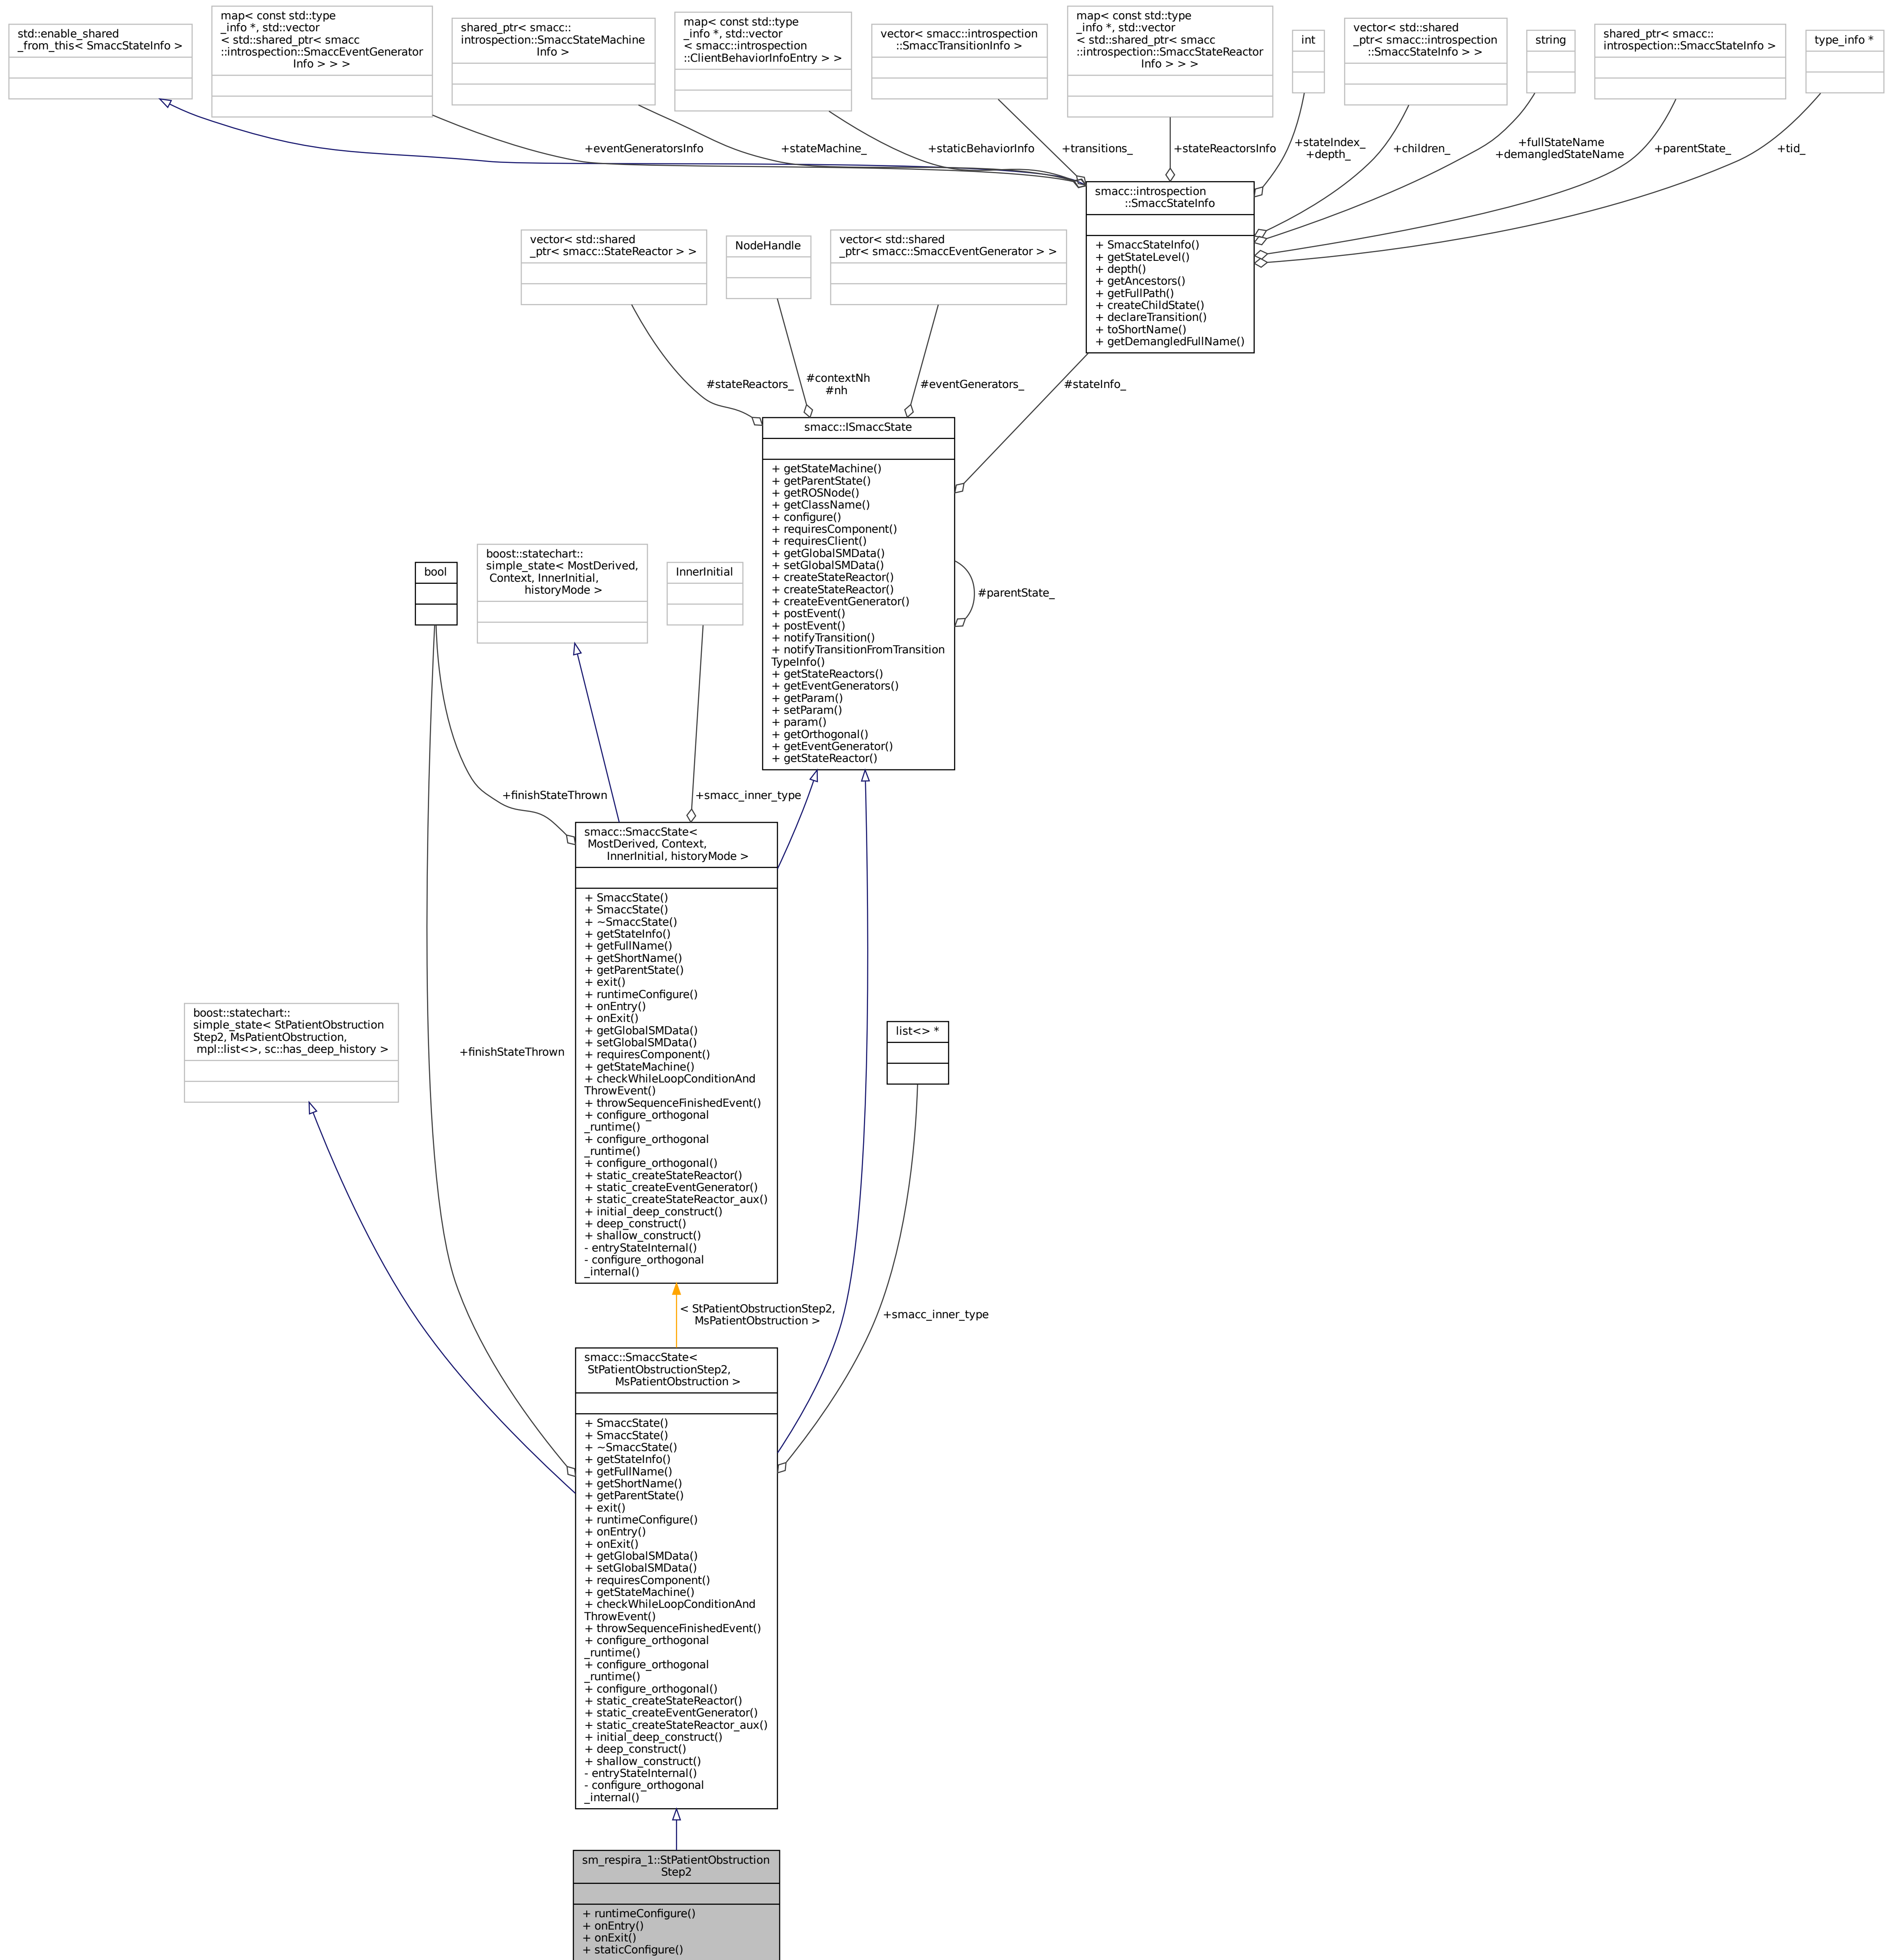 std::enable_shared
_from_this< SmaccStateInfo >
map< const std::type
_info *, std::vector
< std::shared_ptr< smacc
::introspection::SmaccEventGenerator
Info > > >
shared_ptr< smacc::
introspection::SmaccStateMachine
Info >
map< const std::type
_info *, std::vector
< smacc::introspection
::ClientBehaviorInfoEntry > >
vector< smacc::introspection
::SmaccTransitionInfo >
map< const std::type
_info *, std::vector
< std::shared_ptr< smacc
::introspection::SmaccStateReactor
Info > > >
int
vector< std::shared
_ptr< smacc::introspection
::SmaccStateInfo > >
string
shared_ptr< smacc::
introspection::SmaccStateInfo >
type_info *
+eventGeneratorsInfo
+stateMachine_
+staticBehaviorInfo
+transitions_
+stateReactorsInfo
+stateIndex_
+depth_
+children_
+fullStateName
+demangledStateName
+parentState_
+tid_
smacc::introspection
::SmaccStateInfo
+ SmaccStateInfo()
+ getStateLevel()
+ depth()
+ getAncestors()
+ getFullPath()
+ createChildState()
+ declareTransition()
+ toShortName()
+ getDemangledFullName()
vector< std::shared
_ptr< smacc::StateReactor > >
NodeHandle
vector< std::shared
_ptr< smacc::SmaccEventGenerator > >
#stateReactors_
#contextNh
#nh
#eventGenerators_
#stateInfo_
smacc::ISmaccState
+ getStateMachine()
+ getParentState()
+ getROSNode()
+ getClassName()
+ configure()
+ requiresComponent()
+ requiresClient()
+ getGlobalSMData()
+ setGlobalSMData()
+ createStateReactor()
+ createStateReactor()
+ createEventGenerator()
+ postEvent()
+ postEvent()
+ notifyTransition()
+ notifyTransitionFromTransition
TypeInfo()
+ getStateReactors()
+ getEventGenerators()
+ getParam()
+ setParam()
+ param()
+ getOrthogonal()
+ getEventGenerator()
+ getStateReactor()
#parentState_
bool
boost::statechart::
simple_state< MostDerived,
Context, InnerInitial,
historyMode >
InnerInitial
+finishStateThrown
+smacc_inner_type
smacc::SmaccState<
MostDerived, Context,
InnerInitial, historyMode >
+ SmaccState()
+ SmaccState()
+ ~SmaccState()
+ getStateInfo()
+ getFullName()
+ getShortName()
+ getParentState()
+ exit()
+ runtimeConfigure()
+ onEntry()
+ onExit()
+ getGlobalSMData()
+ setGlobalSMData()
+ requiresComponent()
+ getStateMachine()
+ checkWhileLoopConditionAnd
ThrowEvent()
+ throwSequenceFinishedEvent()
+ configure_orthogonal
_runtime()
+ configure_orthogonal
_runtime()
+ configure_orthogonal()
+ static_createStateReactor()
+ static_createEventGenerator()
+ static_createStateReactor_aux()
+ initial_deep_construct()
+ deep_construct()
+ shallow_construct()
- entryStateInternal()
- configure_orthogonal
_internal()
boost::statechart::
simple_state< StPatientObstruction
Step2, MsPatientObstruction,
mpl::list<>, sc::has_deep_history >
+finishStateThrown
list<> *
< StPatientObstructionStep2,
MsPatientObstruction >
+smacc_inner_type
smacc::SmaccState<
StPatientObstructionStep2,
MsPatientObstruction >
+ SmaccState()
+ SmaccState()
+ ~SmaccState()
+ getStateInfo()
+ getFullName()
+ getShortName()
+ getParentState()
+ exit()
+ runtimeConfigure()
+ onEntry()
+ onExit()
+ getGlobalSMData()
+ setGlobalSMData()
+ requiresComponent()
+ getStateMachine()
+ checkWhileLoopConditionAnd
ThrowEvent()
+ throwSequenceFinishedEvent()
+ configure_orthogonal
_runtime()
+ configure_orthogonal
_runtime()
+ configure_orthogonal()
+ static_createStateReactor()
+ static_createEventGenerator()
+ static_createStateReactor_aux()
+ initial_deep_construct()
+ deep_construct()
+ shallow_construct()
- entryStateInternal()
- configure_orthogonal
_internal()
sm_respira_1::StPatientObstruction
Step2
+ runtimeConfigure()
+ onEntry()
+ onExit()
+ staticConfigure()